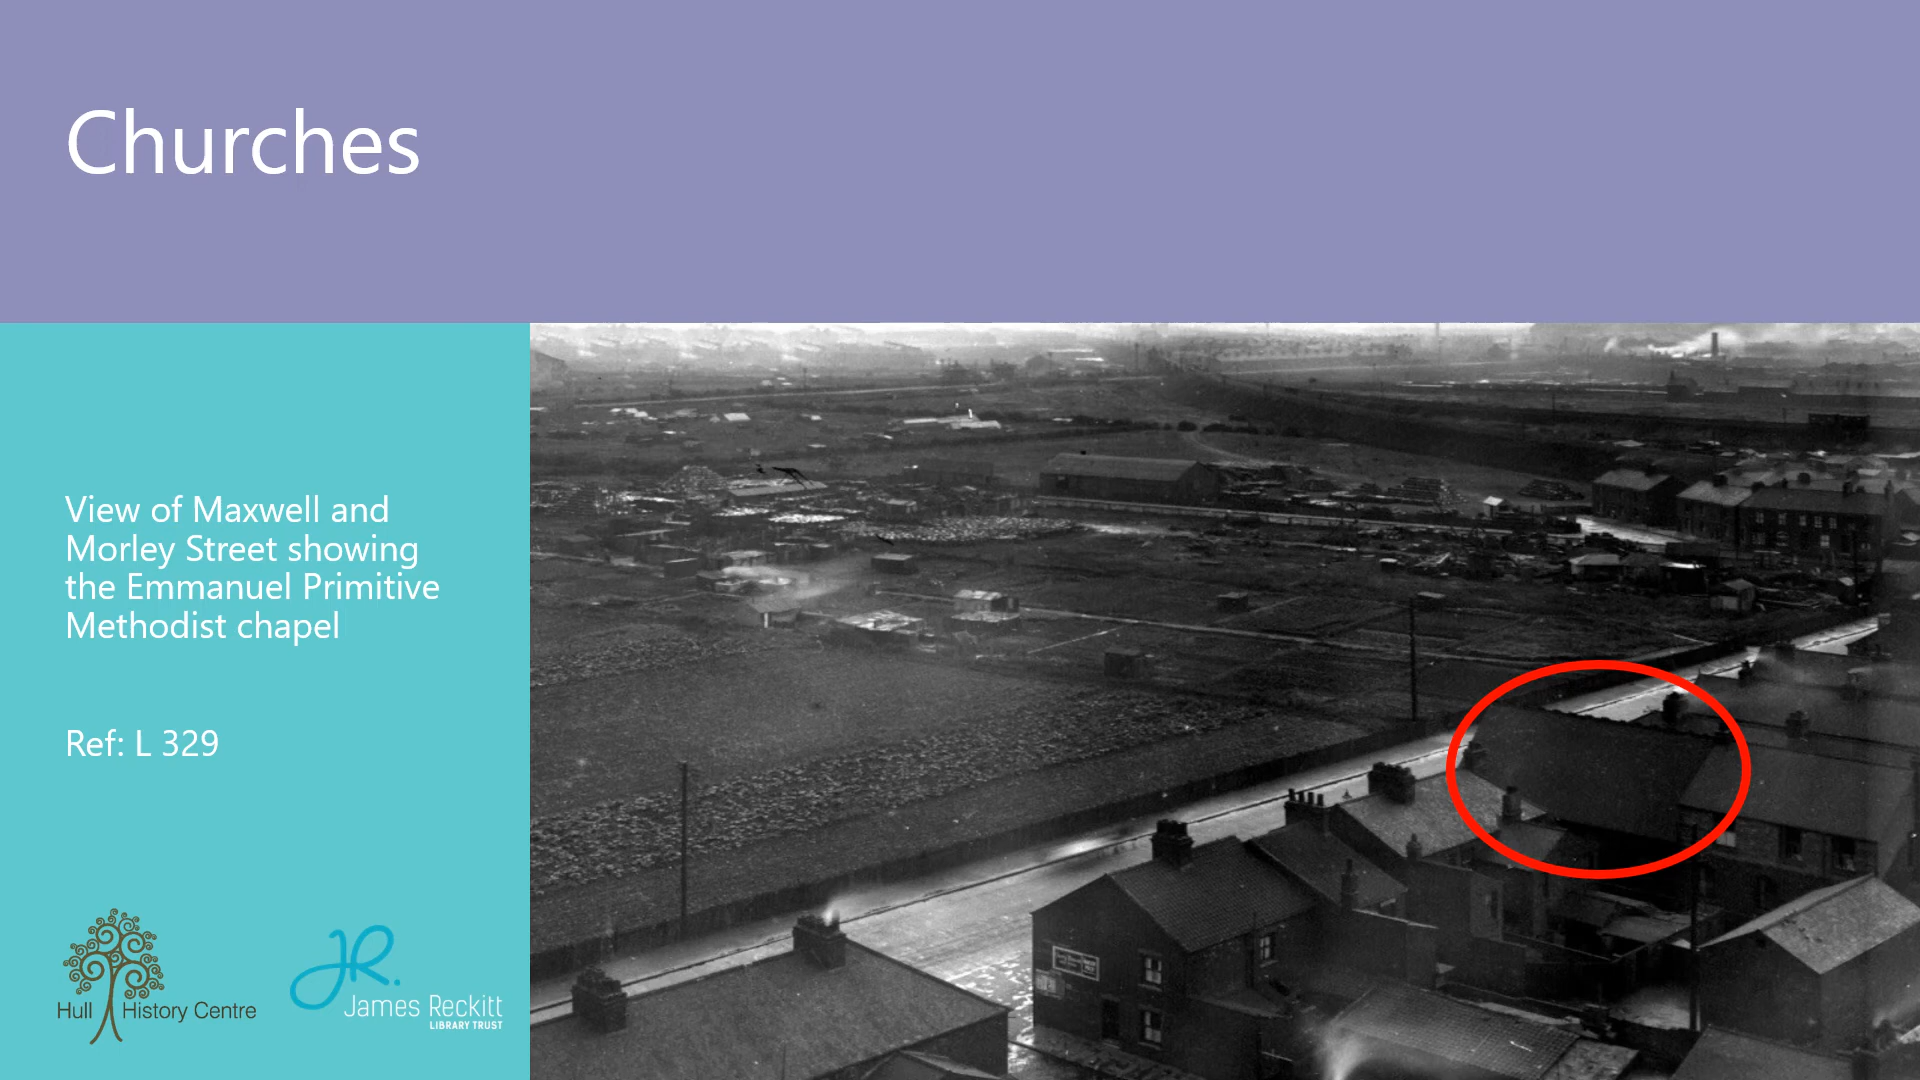 Churches
View of Maxwell and
Morley Street showing
the Emmanuel Primitive
Methodist chapel
Ref: L 329
Hull History Centre
JR.
James Reckitt
LIBRARY TRUST